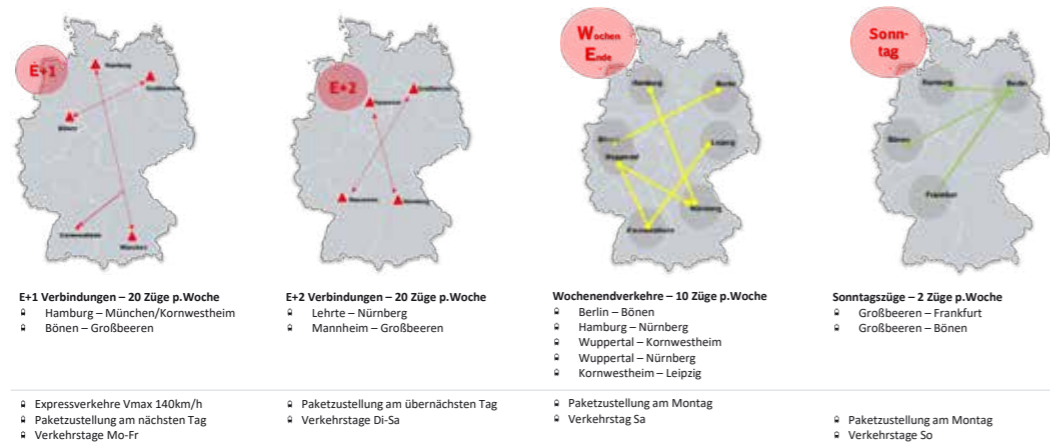 E+1
Hamburg
Großbeeren
Bönen
Kornwestheim
München
E+2
Hannover
Großbeeren
Mannheim
Nürnberg
Wochen
Ende
Hamburg
Berlin
Wuppertal
Leipzig
Nürnberg
Kornwestheim
Sonn-
tag
Hamburg
Berlin
Bönen
Frankfurt
E+1 Verbindungen – 20 Züge p.Woche
Hamburg – München/Kornwestheim
Bönen – Großbeeren
Expressverkehre Vmax 140km/h
Paketzustellung am nächsten Tag
Verkehrstage Mo-Fr
E+2 Verbindungen – 20 Züge p.Woche
Lehrte – Nürnberg
Mannheim – Großbeeren
Paketzustellung am übernächsten Tag
Verkehrstage Di-Sa
Wochenendverkehre – 10 Züge p.Woche
Berlin – Bönen
Hamburg – Nürnberg
Wuppertal – Kornwestheim
Wuppertal – Nürnberg
Kornwestheim – Leipzig
Paketzustellung am Montag
Verkehrstag Sa
Sonntagszüge – 2 Züge p.Woche
Großbeeren – Frankfurt
Großbeeren – Bönen
Paketzustellung am Montag
Verkehrstage So